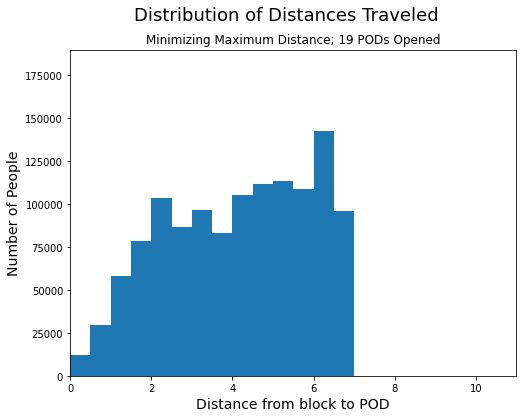 Distribution of Distances Traveled
Minimizing Maximum Distance; 19 PODs Opened
175000
150000
125000
100000
75000
50000
25000
0
Number of People
0 2 4 6 8 10
Distance from block to POD